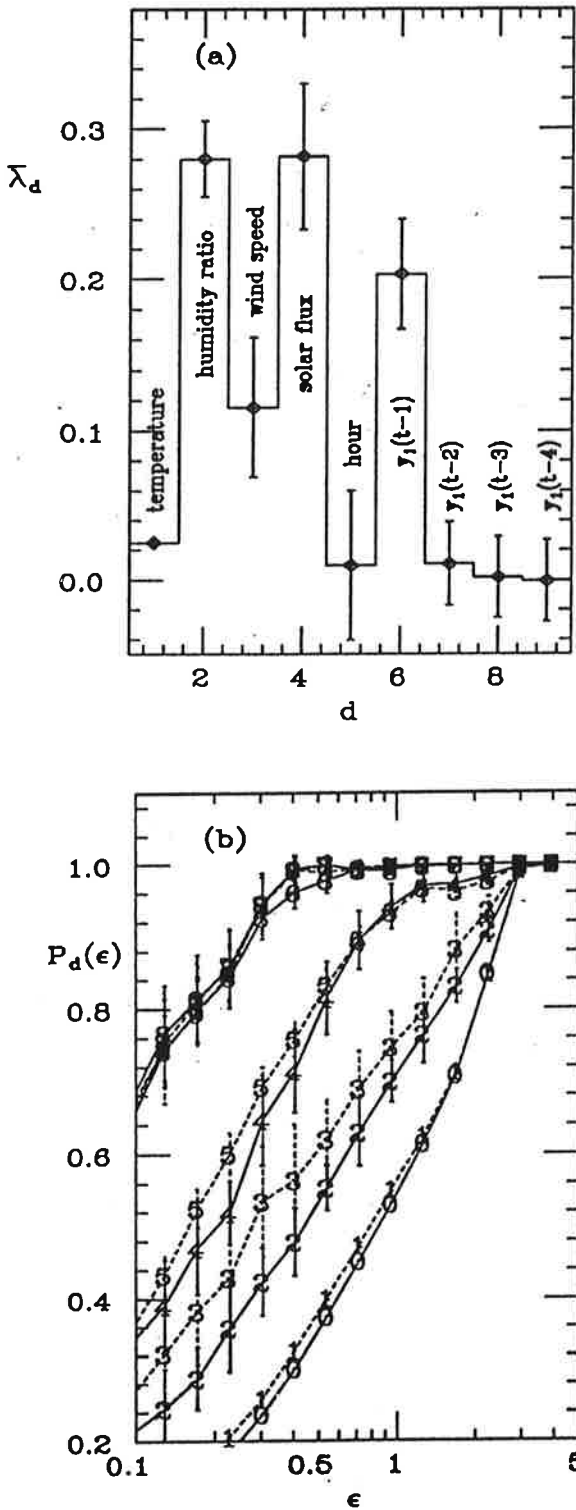 (a)
0.3
λ̄_d
0.2
0.1
0.0
temperature
humidity ratio
wind speed
solar flux
hour
y₁(t−1)
y₁(t−2)
y₁(t−3)
y₁(t−4)
2 4 6 8
d
(b)
1.0
P_d(ε)
0.8
0.6
0.4
0.2
0.1 0.5 1 5
ε